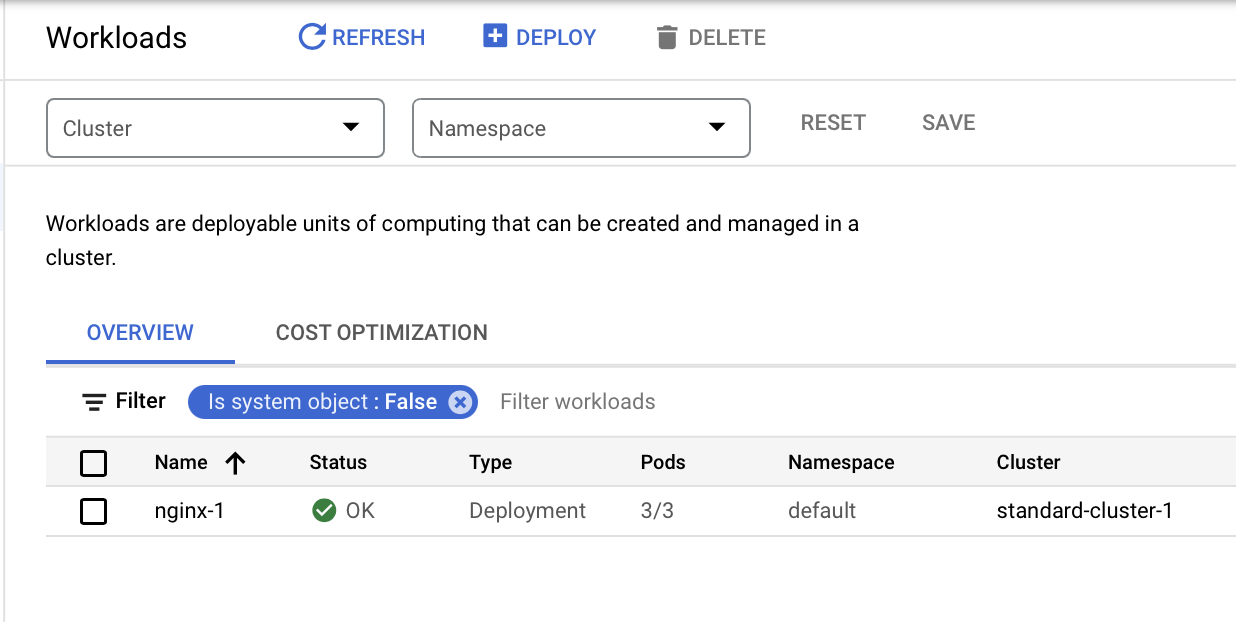 Workloads REFRESH DEPLOY DELETE
Cluster Namespace RESET SAVE
Workloads are deployable units of computing that can be created and managed in a
cluster.
OVERVIEW COST OPTIMIZATION
Filter Is system object : False Filter workloads
Name Status Type Pods Namespace Cluster
nginx-1 OK Deployment 3/3 default standard-cluster-1